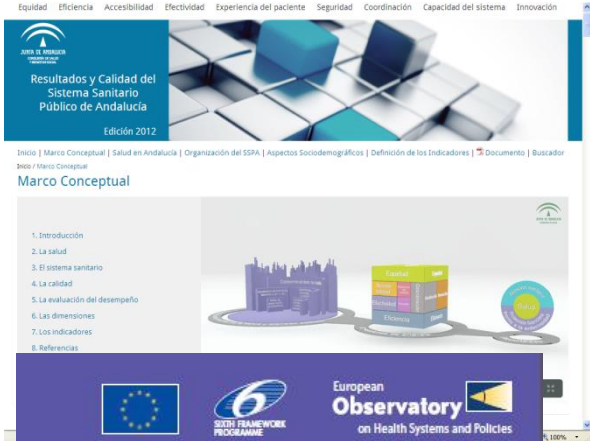 Equidad Eficiencia Accesibilidad Efectividad Experiencia del paciente Seguridad Coordinación Capacidad del sistema Innovación
JUNTA DE ANDALUCIA
Resultados y Calidad del
Sistema Sanitario
Público de Andalucía
Edición 2012
Inicio | Marco Conceptual | Salud en Andalucía | Organización del SSPA | Aspectos Sociodemográficos | Definición de los Indicadores | Documento | Buscador
Inicio / Marco Conceptual
Marco Conceptual
1. Introducción
2. La salud
3. El sistema sanitario
4. La calidad
5. La evaluación del desempeño
6. Las dimensiones
7. Los indicadores
8. Referencias
Capital
Efectividad
Eficiencia
Salud
6
SIXTH FRAMEWORK
PROGRAMME
European
Observatory
on Health Systems and Policies
100%